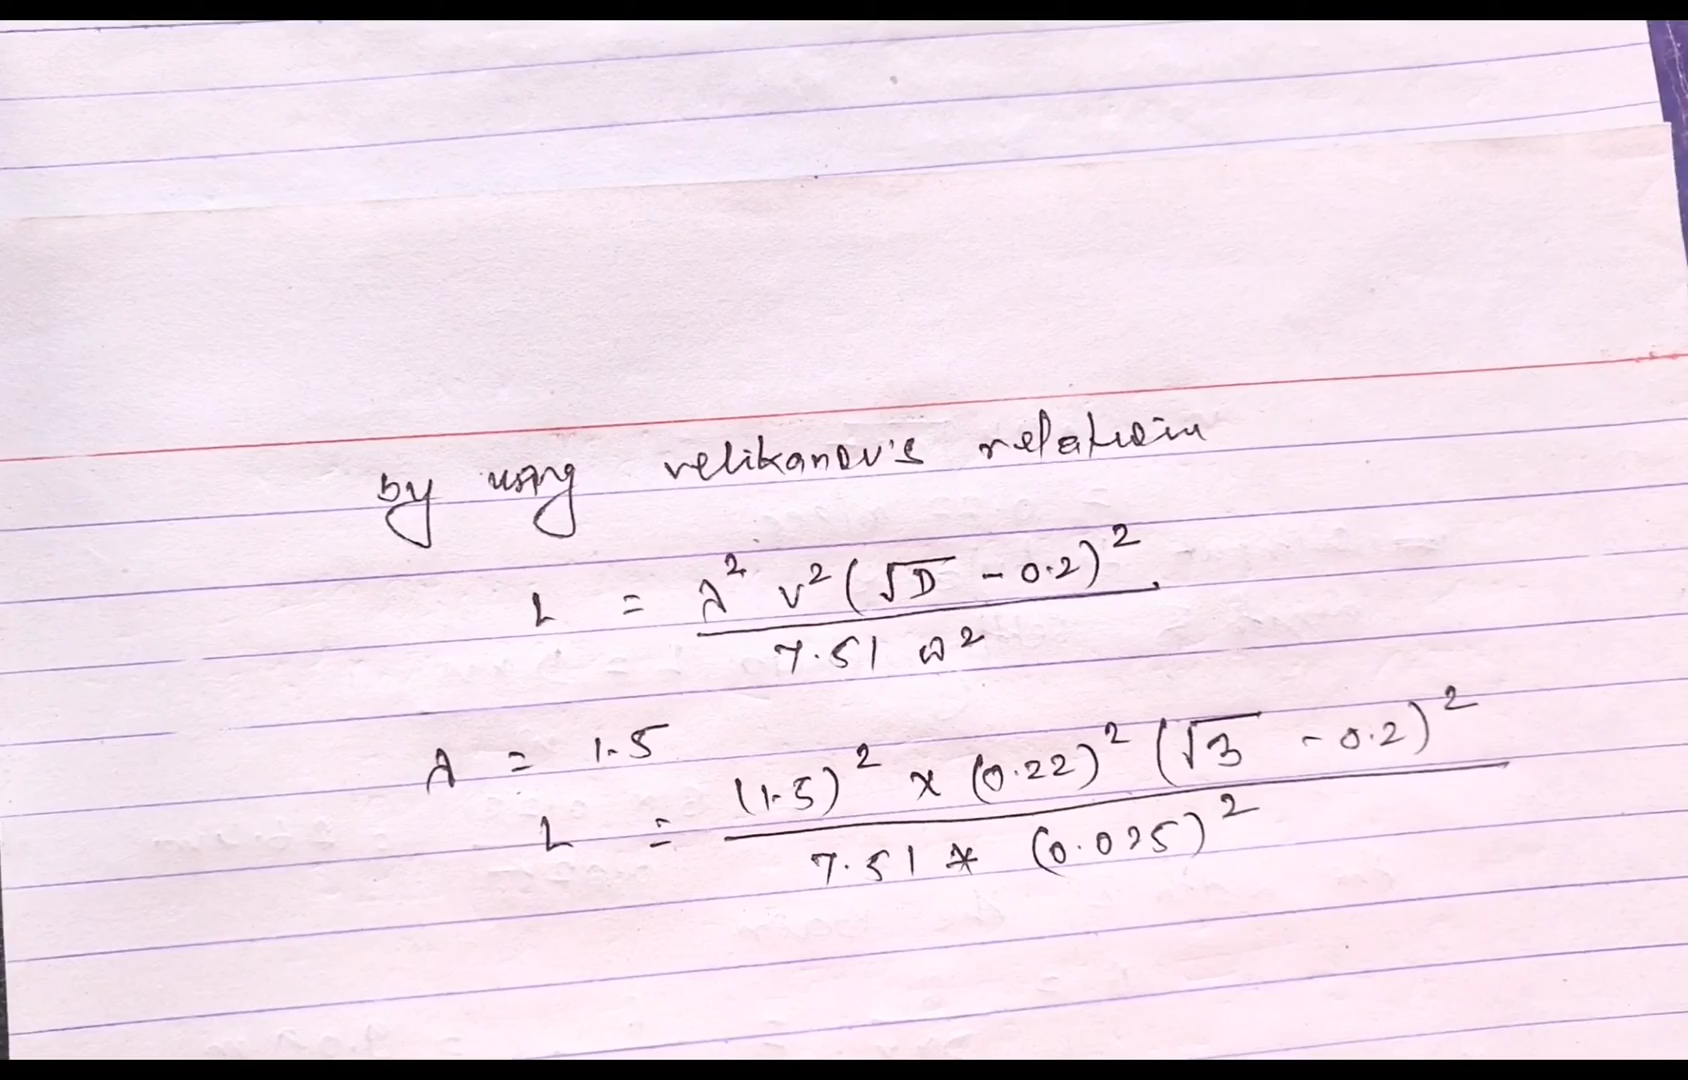 by using velikanov's relation
L = λ² v² (√D - 0.2)² / 7.51 ω²
λ = 1.5
L = (1.5)² x (0.22)² (√3 - 0.2)² / 7.51 * (0.025)²